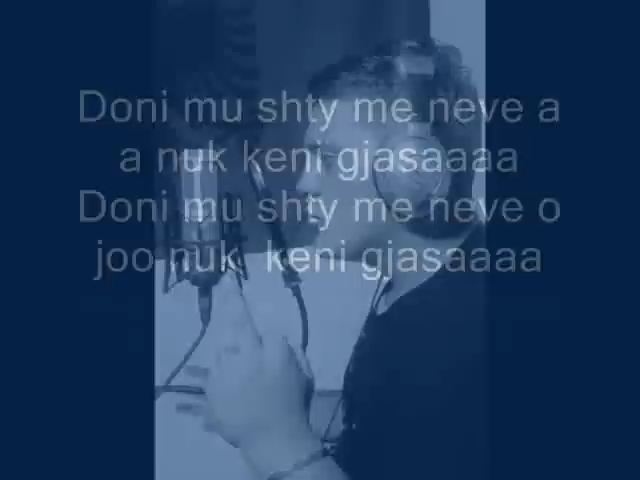 Doni mu shty me neve a
a nuk keni gjasaaaa
Doni mu shty me neve o
joo nuk  keni gjasaaaa